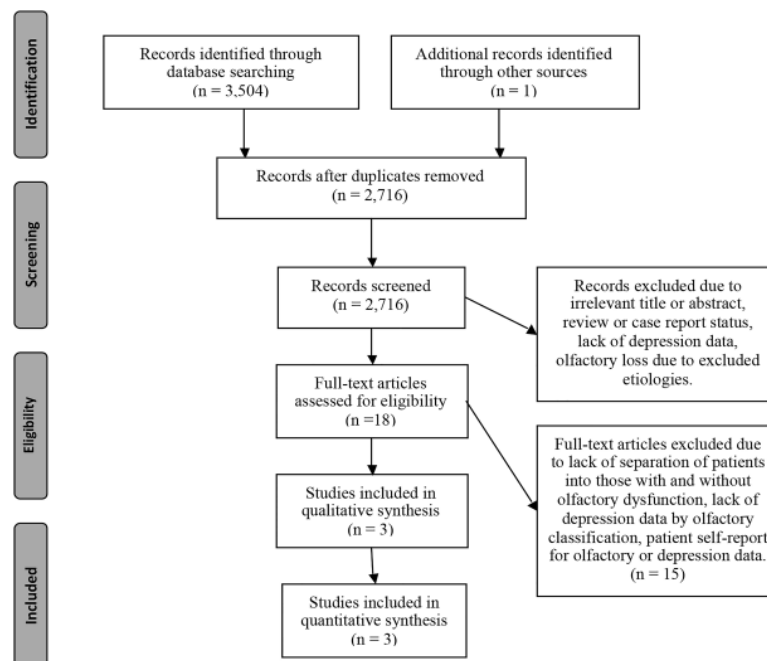 Identification
Records identified through
database searching
(n = 3,504)
Additional records identified
through other sources
(n = 1)
Records after duplicates removed
(n = 2,716)
Screening
Records screened
(n = 2,716)
Records excluded due to
irrelevant title or abstract,
review or case report status,
lack of depression data,
olfactory loss due to excluded
etiologies.
Eligibility
Full-text articles
assessed for eligibility
(n =18)
Full-text articles excluded due
to lack of separation of patients
into those with and without
olfactory dysfunction, lack of
depression data by olfactory
classification, patient self-report
for olfactory or depression data.
(n = 15)
Studies included in
qualitative synthesis
(n = 3)
Included
Studies included in
quantitative synthesis
(n = 3)